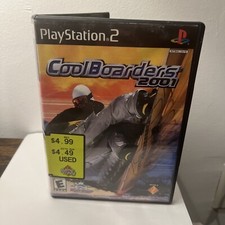 PlayStation 2
CoolBoarders
2001
$4.99
$4.49
USED
E